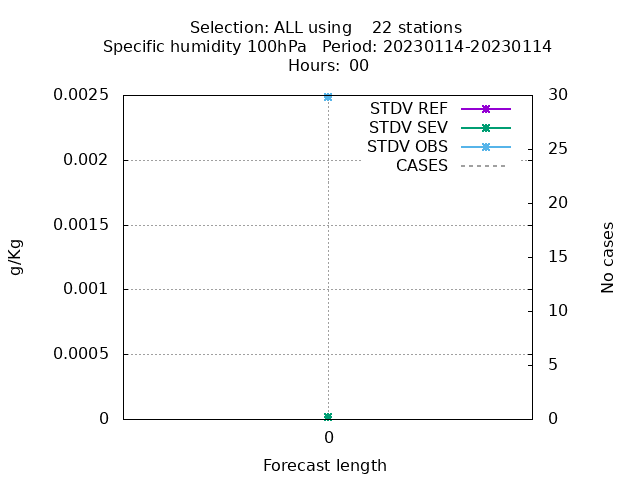 Selection: ALL using    22 stations
Specific humidity 100hPa   Period: 20230114-20230114
Hours:  00
0.0025
0.002
0.0015
0.001
0.0005
0
g/Kg
30
25
20
15
10
5
0
No cases
STDV REF
STDV SEV
STDV OBS
CASES
0
Forecast length